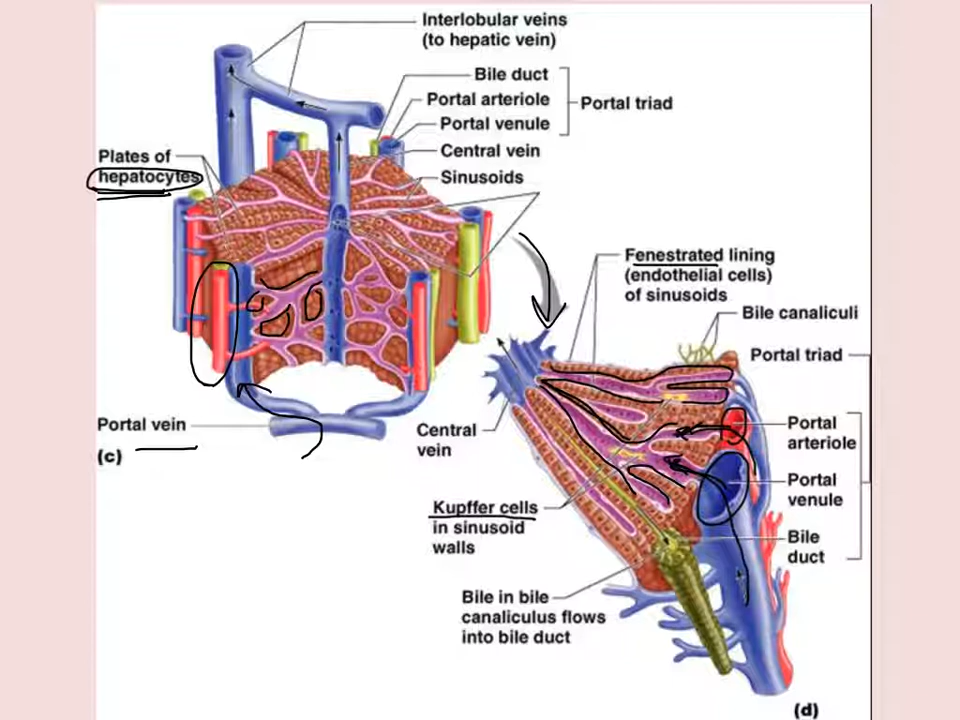 Interlobular veins
(to hepatic vein)
Bile duct
Portal arteriole
Portal triad
Portal venule
Central vein
Plates of
hepatocytes
Sinusoids
Fenestrated lining
(endothelial cells)
of sinusoids
Bile canaliculi
Portal triad
Portal vein
(c)
Central
vein
Portal
arteriole
Portal
venule
Kupffer cells
in sinusoid
walls
Bile
duct
Bile in bile
canaliculus flows
into bile duct
(d)